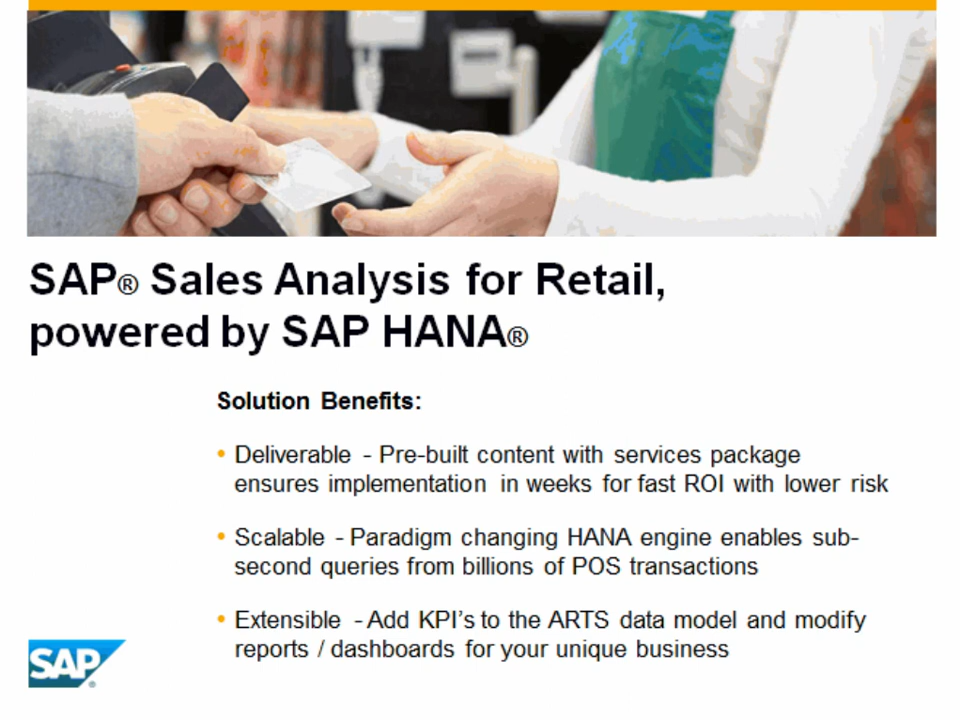 SAP® Sales Analysis for Retail,
powered by SAP HANA®
Solution Benefits:
• Deliverable - Pre-built content with services package
ensures implementation in weeks for fast ROI with lower risk
• Scalable - Paradigm changing HANA engine enables sub-
second queries from billions of POS transactions
• Extensible - Add KPI's to the ARTS data model and modify
reports / dashboards for your unique business
SAP®